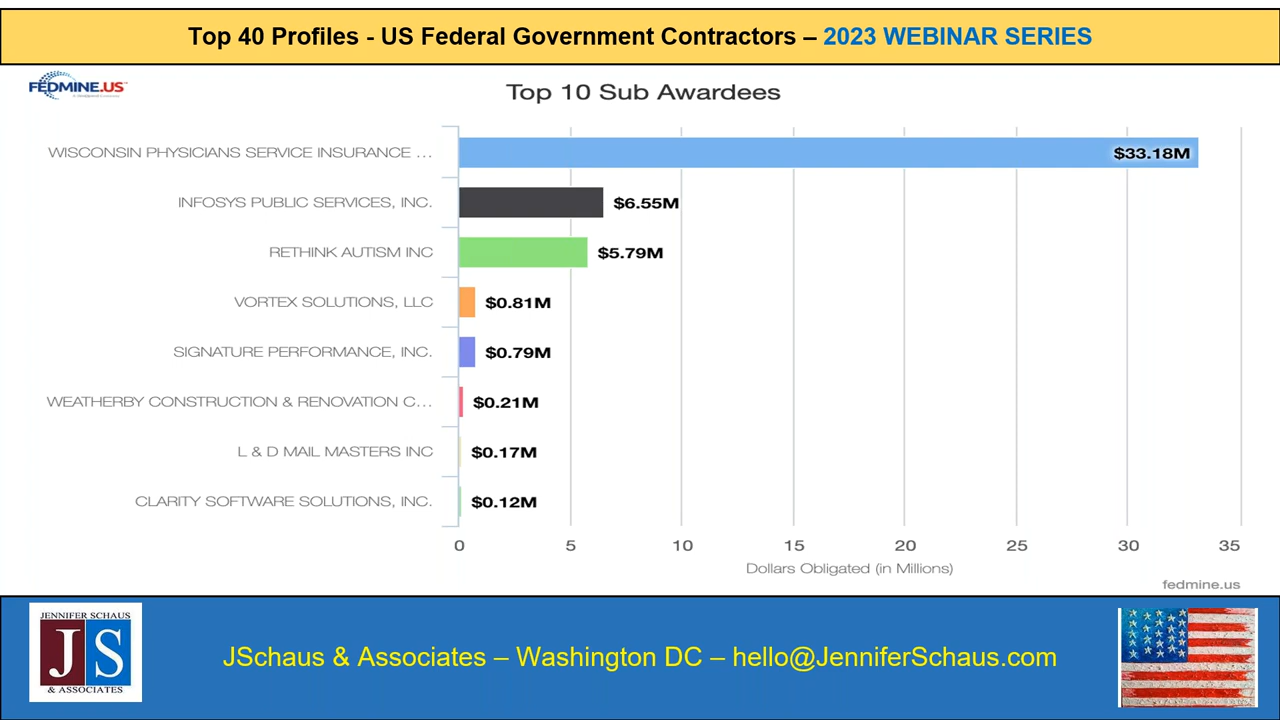 Top 40 Profiles - US Federal Government Contractors – 2023 WEBINAR SERIES
FEDMINE.US
Top 10 Sub Awardees
WISCONSIN PHYSICIANS SERVICE INSURANCE ... $33.18M
INFOSYS PUBLIC SERVICES, INC. $6.55M
RETHINK AUTISM INC $5.79M
VORTEX SOLUTIONS, LLC $0.81M
SIGNATURE PERFORMANCE, INC. $0.79M
WEATHERBY CONSTRUCTION & RENOVATION C... $0.21M
L & D MAIL MASTERS INC $0.17M
CLARITY SOFTWARE SOLUTIONS, INC. $0.12M
0 5 10 15 20 25 30 35
Dollars Obligated (in Millions)
fedmine.us
JENNIFER SCHAUS
JS
& ASSOCIATES
JSchaus & Associates – Washington DC – hello@JenniferSchaus.com